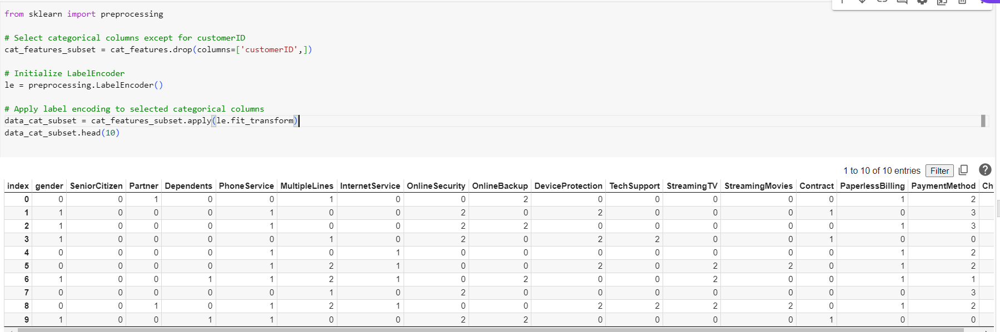 from sklearn import preprocessing
# Select categorical columns except for customerID
cat_features_subset = cat_features.drop(columns=['customerID',])
# Initialize LabelEncoder
le = preprocessing.LabelEncoder()
# Apply label encoding to selected categorical columns
data_cat_subset = cat_features_subset.apply(le.fit_transform)
data_cat_subset.head(10)
1 to 10 of 10 entries Filter
index gender SeniorCitizen Partner Dependents PhoneService MultipleLines InternetService OnlineSecurity OnlineBackup DeviceProtection TechSupport StreamingTV StreamingMovies Contract PaperlessBilling PaymentMethod Ch
0 0 0 1 0 0 1 0 0 2 0 0 0 0 0 1 2
1 1 0 0 0 1 0 0 2 0 2 0 0 0 1 0 3
2 1 0 0 0 1 0 0 2 2 0 0 0 0 0 1 3
3 1 0 0 0 0 1 0 2 0 2 2 0 0 1 0 0
4 0 0 0 0 1 0 1 0 0 0 0 0 0 0 1 2
5 0 0 0 0 1 2 1 0 0 2 0 2 2 0 1 2
6 1 0 0 1 1 2 1 0 2 0 0 2 0 0 1 1
7 0 0 0 0 0 1 0 2 0 0 0 0 0 0 0 3
8 0 0 1 0 1 2 1 0 0 2 2 2 2 0 1 2
9 1 0 0 1 1 0 0 2 2 0 0 0 0 1 0 0